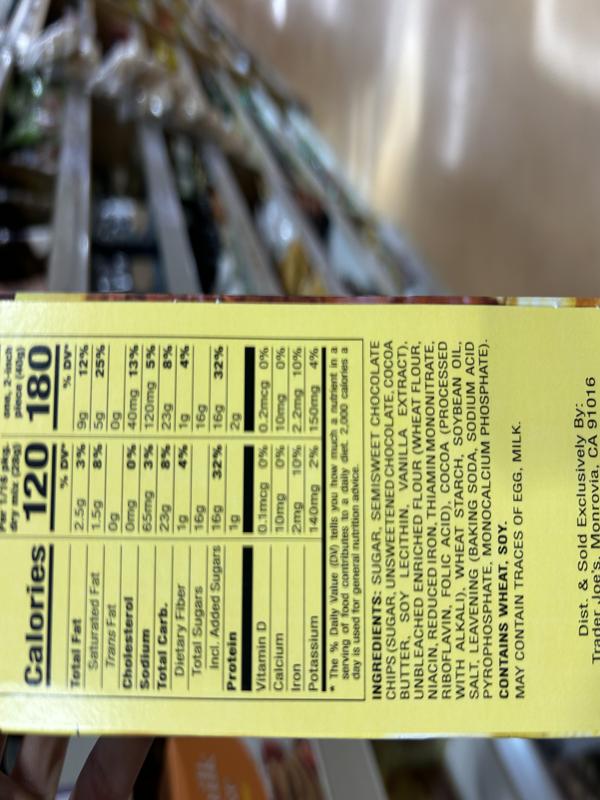 Per 1/16 pkg. one, 2-inch
dry mix (28g) piece (40g)
Calories 120 180
% DV* % DV*
Total Fat 2.5g 3% 9g 12%
Saturated Fat 1.5g 8% 5g 25%
Trans Fat 0g 0g
Cholesterol 0mg 0% 40mg 13%
Sodium 65mg 3% 120mg 5%
Total Carb. 23g 8% 23g 8%
Dietary Fiber 1g 4% 1g 4%
Total Sugars 16g 16g
Incl. Added Sugars 16g 32% 16g 32%
Protein 1g 2g
Vitamin D 0.1mcg 0% 0.2mcg 0%
Calcium 10mg 0% 10mg 0%
Iron 2mg 10% 2.2mg 10%
Potassium 140mg 2% 150mg 4%
* The % Daily Value (DV) tells you how much a nutrient in a
serving of food contributes to a daily diet. 2,000 calories a
day is used for general nutrition advice.
INGREDIENTS: SUGAR, SEMISWEET CHOCOLATE
CHIPS (SUGAR, UNSWEETENED CHOCOLATE, COCOA
BUTTER, SOY LECITHIN, VANILLA EXTRACT),
UNBLEACHED ENRICHED FLOUR (WHEAT FLOUR,
NIACIN, REDUCED IRON, THIAMIN MONONITRATE,
RIBOFLAVIN, FOLIC ACID), COCOA (PROCESSED
WITH ALKALI), WHEAT STARCH, SOYBEAN OIL,
SALT, LEAVENING (BAKING SODA, SODIUM ACID
PYROPHOSPHATE, MONOCALCIUM PHOSPHATE).
CONTAINS WHEAT, SOY.
MAY CONTAIN TRACES OF EGG, MILK.
Dist. & Sold Exclusively By:
Trader Joe's, Monrovia, CA 91016